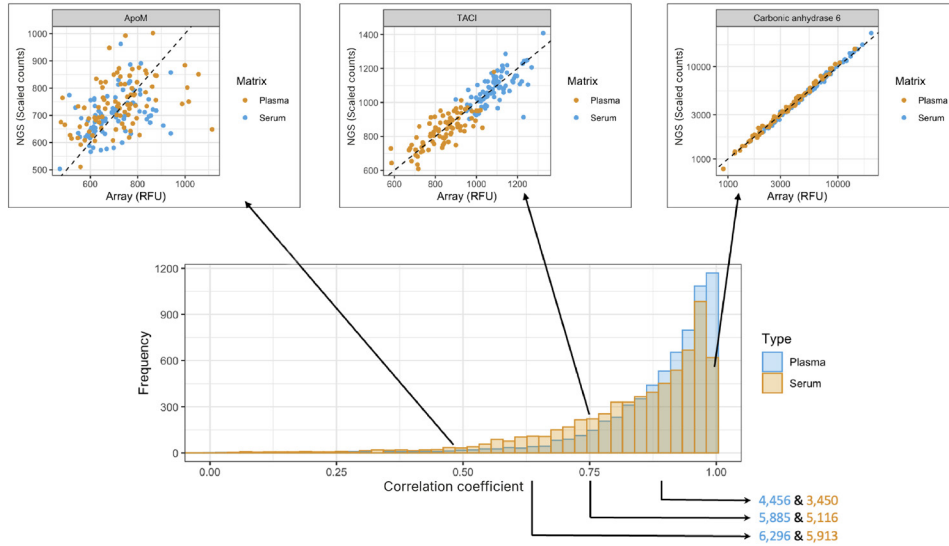 ApoM
NGS (Scaled counts)
1000
900
800
700
600
500
600
800
1000
Array (RFU)
Matrix
Plasma
Serum
TACI
NGS (Scaled counts)
1400
1200
1000
800
600
600
800
1000
1200
Array (RFU)
Matrix
Plasma
Serum
Carbonic anhydrase 6
NGS (Scaled counts)
10000
3000
1000
1000
3000
10000
Array (RFU)
Matrix
Plasma
Serum
Frequency
1200
900
600
300
0
0.00
0.25
0.50
0.75
1.00
Correlation coefficient
Type
Plasma
Serum
4,456 & 3,450
5,885 & 5,116
6,296 & 5,913